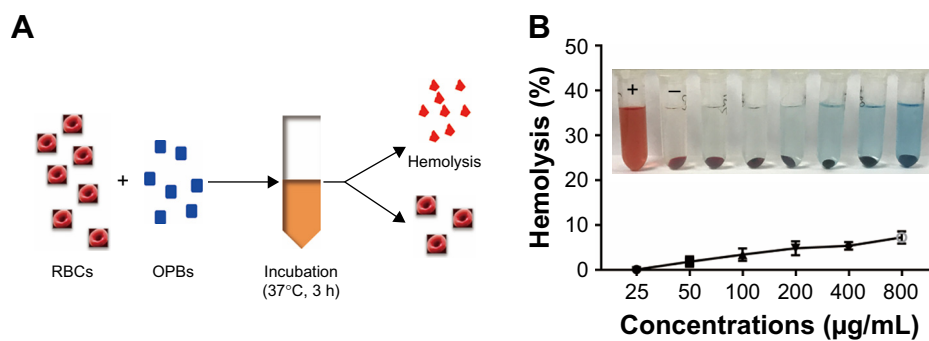 A
RBCs
+
OPBs
Incubation
(37°C, 3 h)
Hemolysis
B
Hemolysis (%)
50
40
30
20
10
0
+
–
25
50
100
200
400
800
Concentrations (µg/mL)